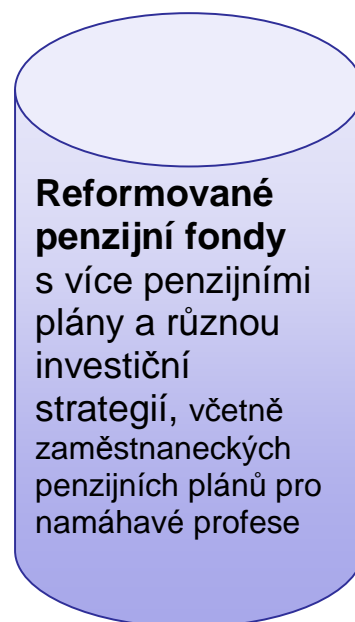 Reformované
penzijní fondy
s více penzijními
plány a různou
investiční
strategií, včetně
zaměstnaneckých
penzijních plánů pro
namáhavé profese